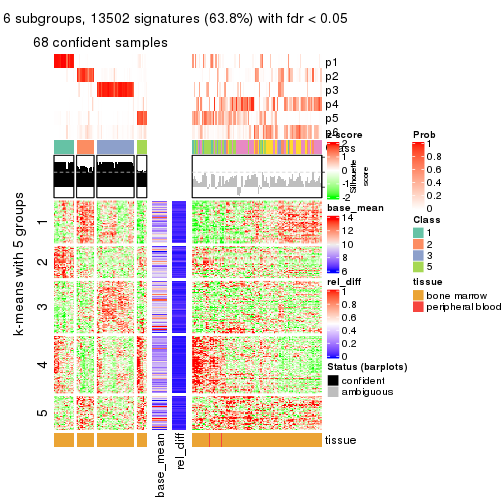 6 subgroups, 13502 signatures (63.8%) with fdr < 0.05
68 confident samples
p1
p2
p3
p4
p5
p6
z-score
2
1
0
-1
-2
Silhouette
score
Class
Prob
1
0.8
0.6
0.4
0.2
0
base_mean
14
12
10
8
6
Class
1
2
3
5
rel_diff
1
0.8
0.6
0.4
0.2
0
tissue
bone marrow
peripheral blood
Status (barplots)
confident
ambiguous
k-means with 5 groups
1
2
3
4
5
tissue
base_mean
rel_diff